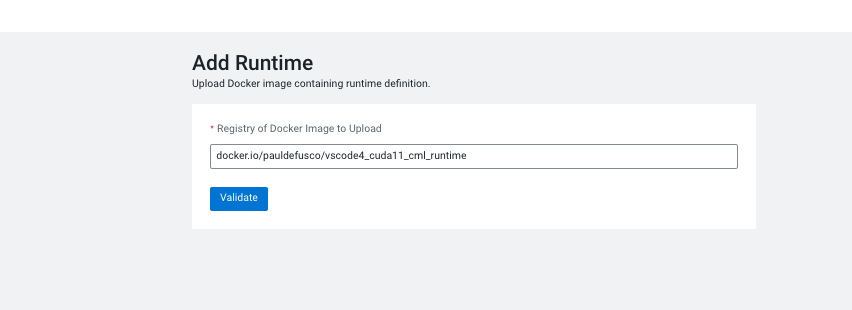 Add Runtime
Upload Docker image containing runtime definition.
* Registry of Docker Image to Upload
docker.io/pauldefusco/vscode4_cuda11_cml_runtime
Validate